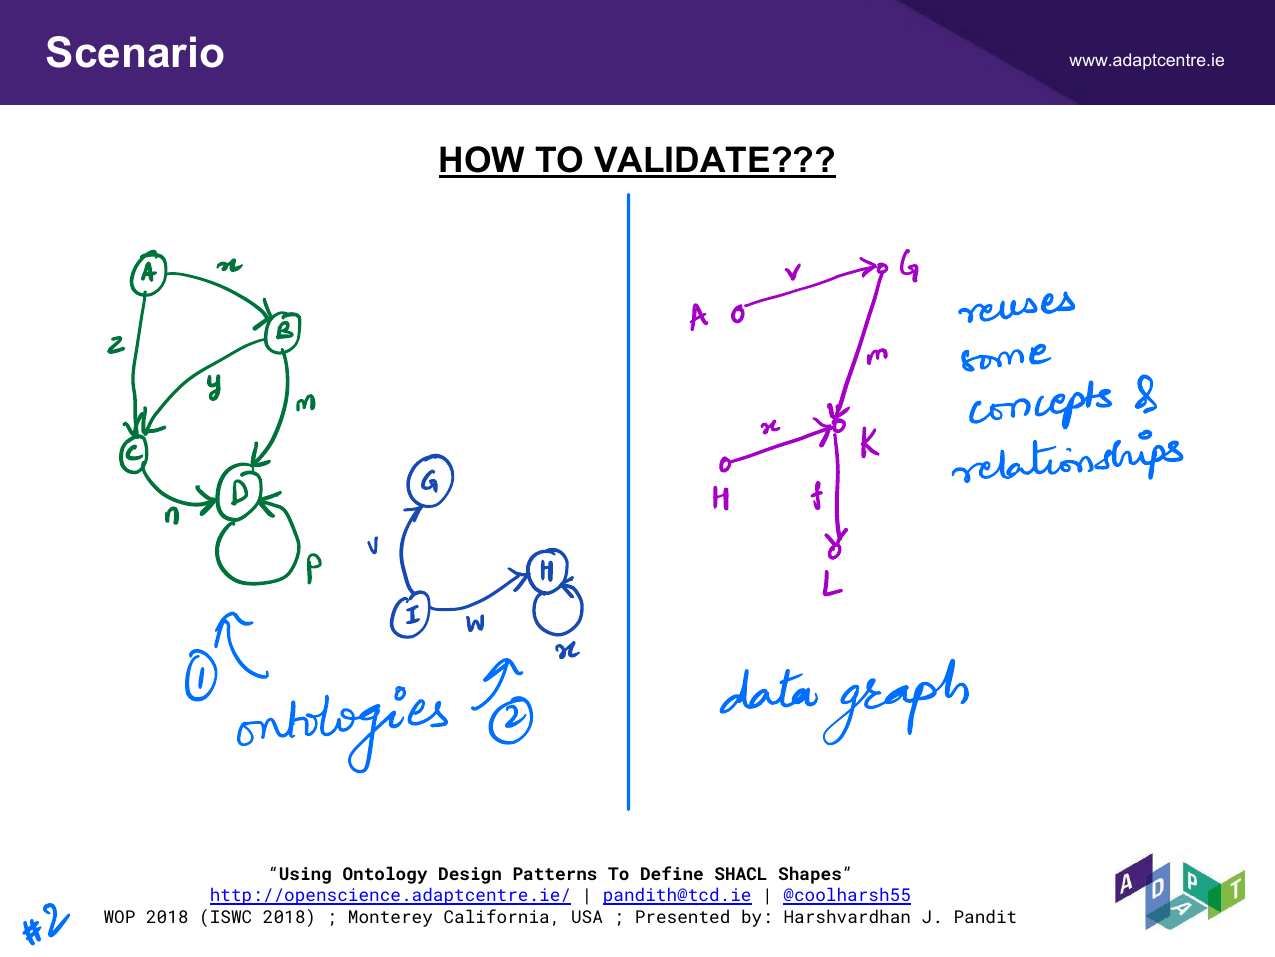 Scenario
www.adaptcentre.ie
HOW TO VALIDATE???
A
x
B
z
y
m
C
D
n
P
G
v
H
I
w
x
① ontologies ②
A
v
G
m
x
K
H
f
L
reuses
some
concepts &
relationships
data graph
“Using Ontology Design Patterns To Define SHACL Shapes”
http://openscience.adaptcentre.ie/ | pandith@tcd.ie | @coolharsh55
WOP 2018 (ISWC 2018) ; Monterey California, USA ; Presented by: Harshvardhan J. Pandit
#2
ADAPT